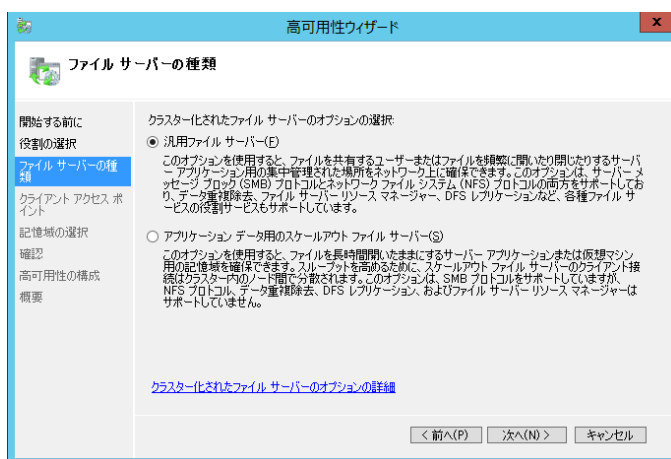 高可用性ウィザード
x
ファイル サーバーの種類
開始する前に
役割の選択
ファイル サーバーの種
類
クライアント アクセス ポ
イント
記憶域の選択
確認
高可用性の構成
概要
クラスター化されたファイル サーバーのオプションの選択:
汎用ファイル サーバー(F)
このオプションを使用すると、ファイルを共有するユーザーまたはファイルを頻繁に開いたり閉じたりするサーバ
ー アプリケーション用の集中管理された場所をネットワーク上に確保できます。このオプションは、サーバー メ
ッセージ ブロック (SMB) プロトコルとネットワーク ファイル システム (NFS) プロトコルの両方をサポートしてお
り、データ重複除去、ファイル サーバー リソース マネージャー、DFS レプリケーションなど、各種ファイル サ
ービスの役割サービスもサポートしています。
アプリケーション データ用のスケールアウト ファイル サーバー(S)
このオプションを使用すると、ファイルを長時間開いたままにするサーバー アプリケーションまたは仮想マシン
用の記憶域を確保できます。スループットを高めるために、スケールアウト ファイル サーバーのクライアント接
続はクラスター内のノード間で分散されます。このオプションは、SMB プロトコルをサポートしていますが、
NFS プロトコル、データ重複除去、DFS レプリケーション、およびファイル サーバー リソース マネージャーは
サポートしていません。
クラスター化されたファイル サーバーのオプションの詳細
< 前へ(P)
次へ(N) >
キャンセル